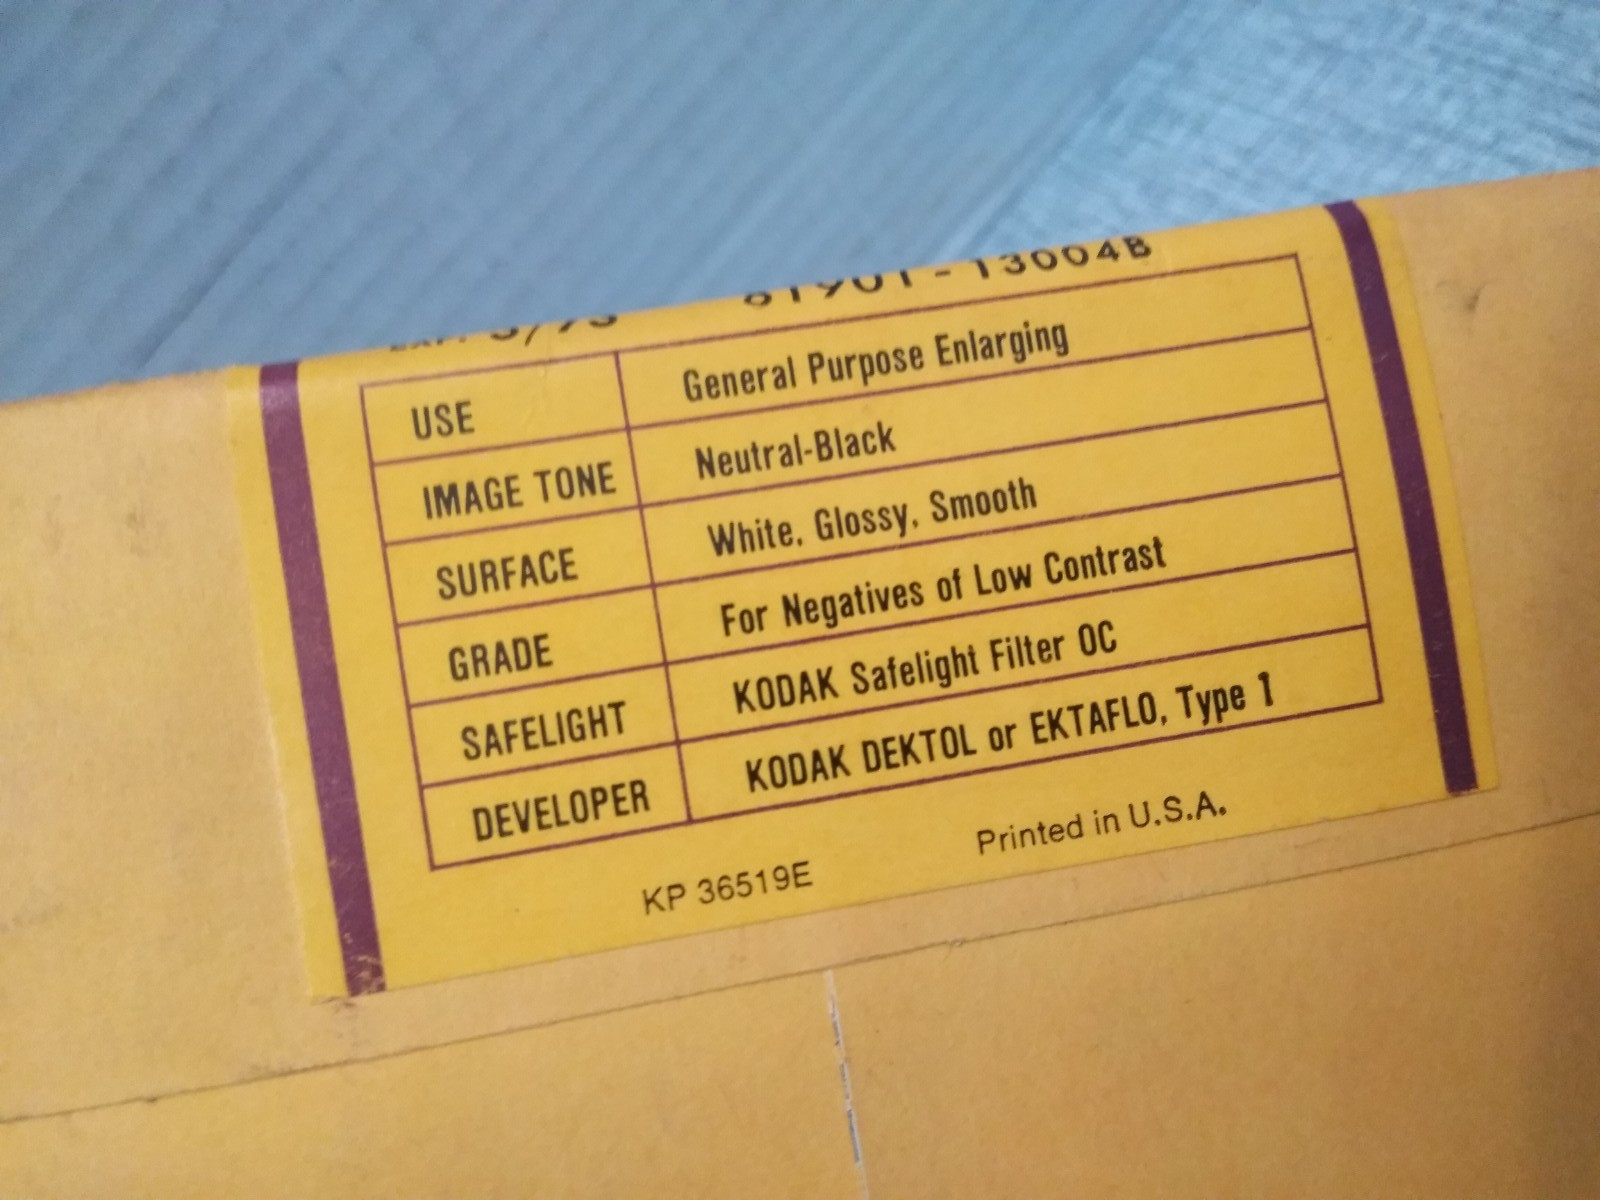 13004B
USE General Purpose Enlarging
IMAGE TONE Neutral-Black
SURFACE White, Glossy, Smooth
GRADE For Negatives of Low Contrast
SAFELIGHT KODAK Safelight Filter OC
DEVELOPER KODAK DEKTOL or EKTAFLO, Type 1
KP 36519E Printed in U.S.A.